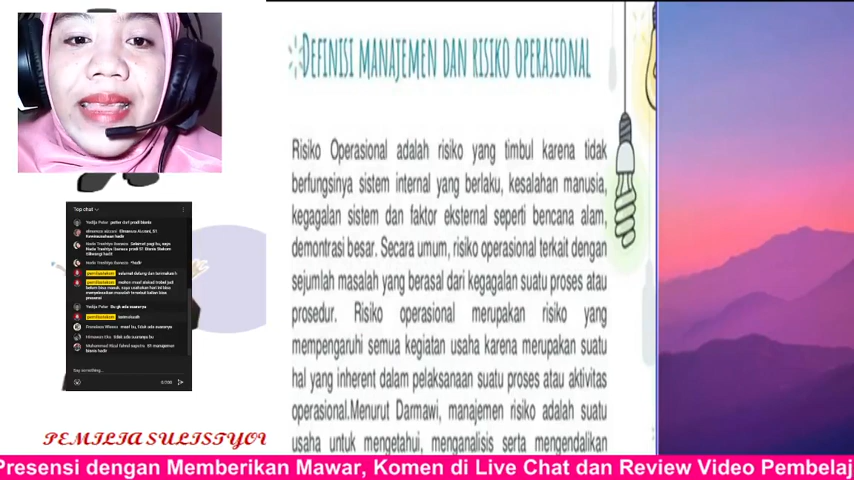 DEFINISI MANAJEMEN DAN RISIKO OPERASIONAL
Risiko Operasional adalah risiko yang timbul karena tidak
berfungsinya sistem internal yang berlaku, kesalahan manusia,
kegagalan sistem dan faktor eksternal seperti bencana alam,
demontrasi besar. Secara umum, risiko operasional terkait dengan
sejumlah masalah yang berasal dari kegagalan suatu proses atau
prosedur. Risiko operasional merupakan risiko yang
mempengaruhi semua kegiatan usaha karena merupakan suatu
hal yang inherent dalam pelaksanaan suatu proses atau aktivitas
operasional.Menurut Darmawi, manajemen risiko adalah suatu
usaha untuk mengetahui, menganalisis serta mengendalikan
Top chat
Say something...
0/200
PEMILIA SULISTYOW
Presensi dengan Memberikan Mawar, Komen di Live Chat dan Review Video Pembelaj